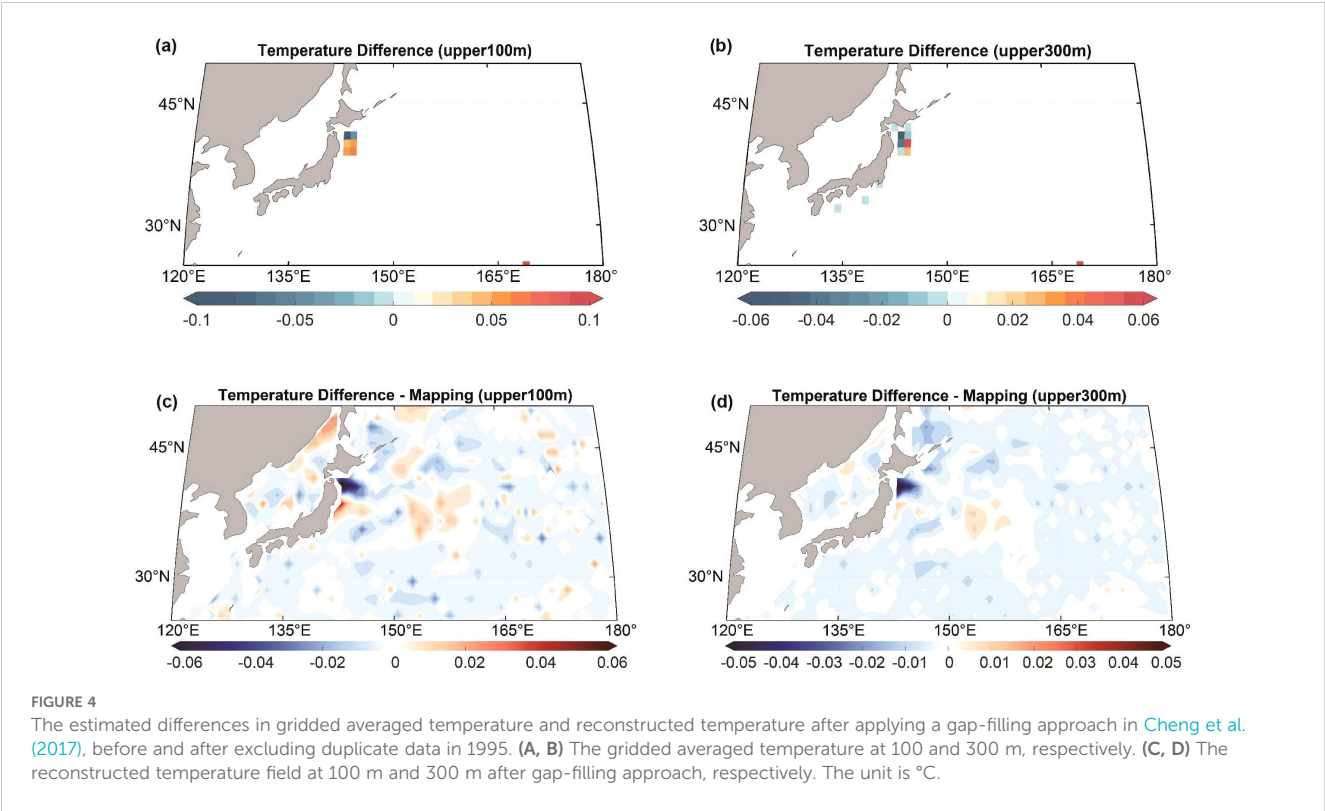 (a)
Temperature Difference (upper100m)
45°N
30°N
120°E 135°E 150°E 165°E 180°
-0.1 -0.05 0 0.05 0.1
(b)
Temperature Difference (upper300m)
45°N
30°N
120°E 135°E 150°E 165°E 180°
-0.06 -0.04 -0.02 0 0.02 0.04 0.06
(c)
Temperature Difference - Mapping (upper100m)
45°N
30°N
120°E 135°E 150°E 165°E 180°
-0.06 -0.04 -0.02 0 0.02 0.04 0.06
(d)
Temperature Difference - Mapping (upper300m)
45°N
30°N
120°E 135°E 150°E 165°E 180°
-0.05 -0.04 -0.03 -0.02 -0.01 0 0.01 0.02 0.03 0.04 0.05
FIGURE 4
The estimated differences in gridded averaged temperature and reconstructed temperature after applying a gap-filling approach in Cheng et al.
(2017), before and after excluding duplicate data in 1995. (A, B) The gridded averaged temperature at 100 and 300 m, respectively. (C, D) The
reconstructed temperature field at 100 m and 300 m after gap-filling approach, respectively. The unit is °C.